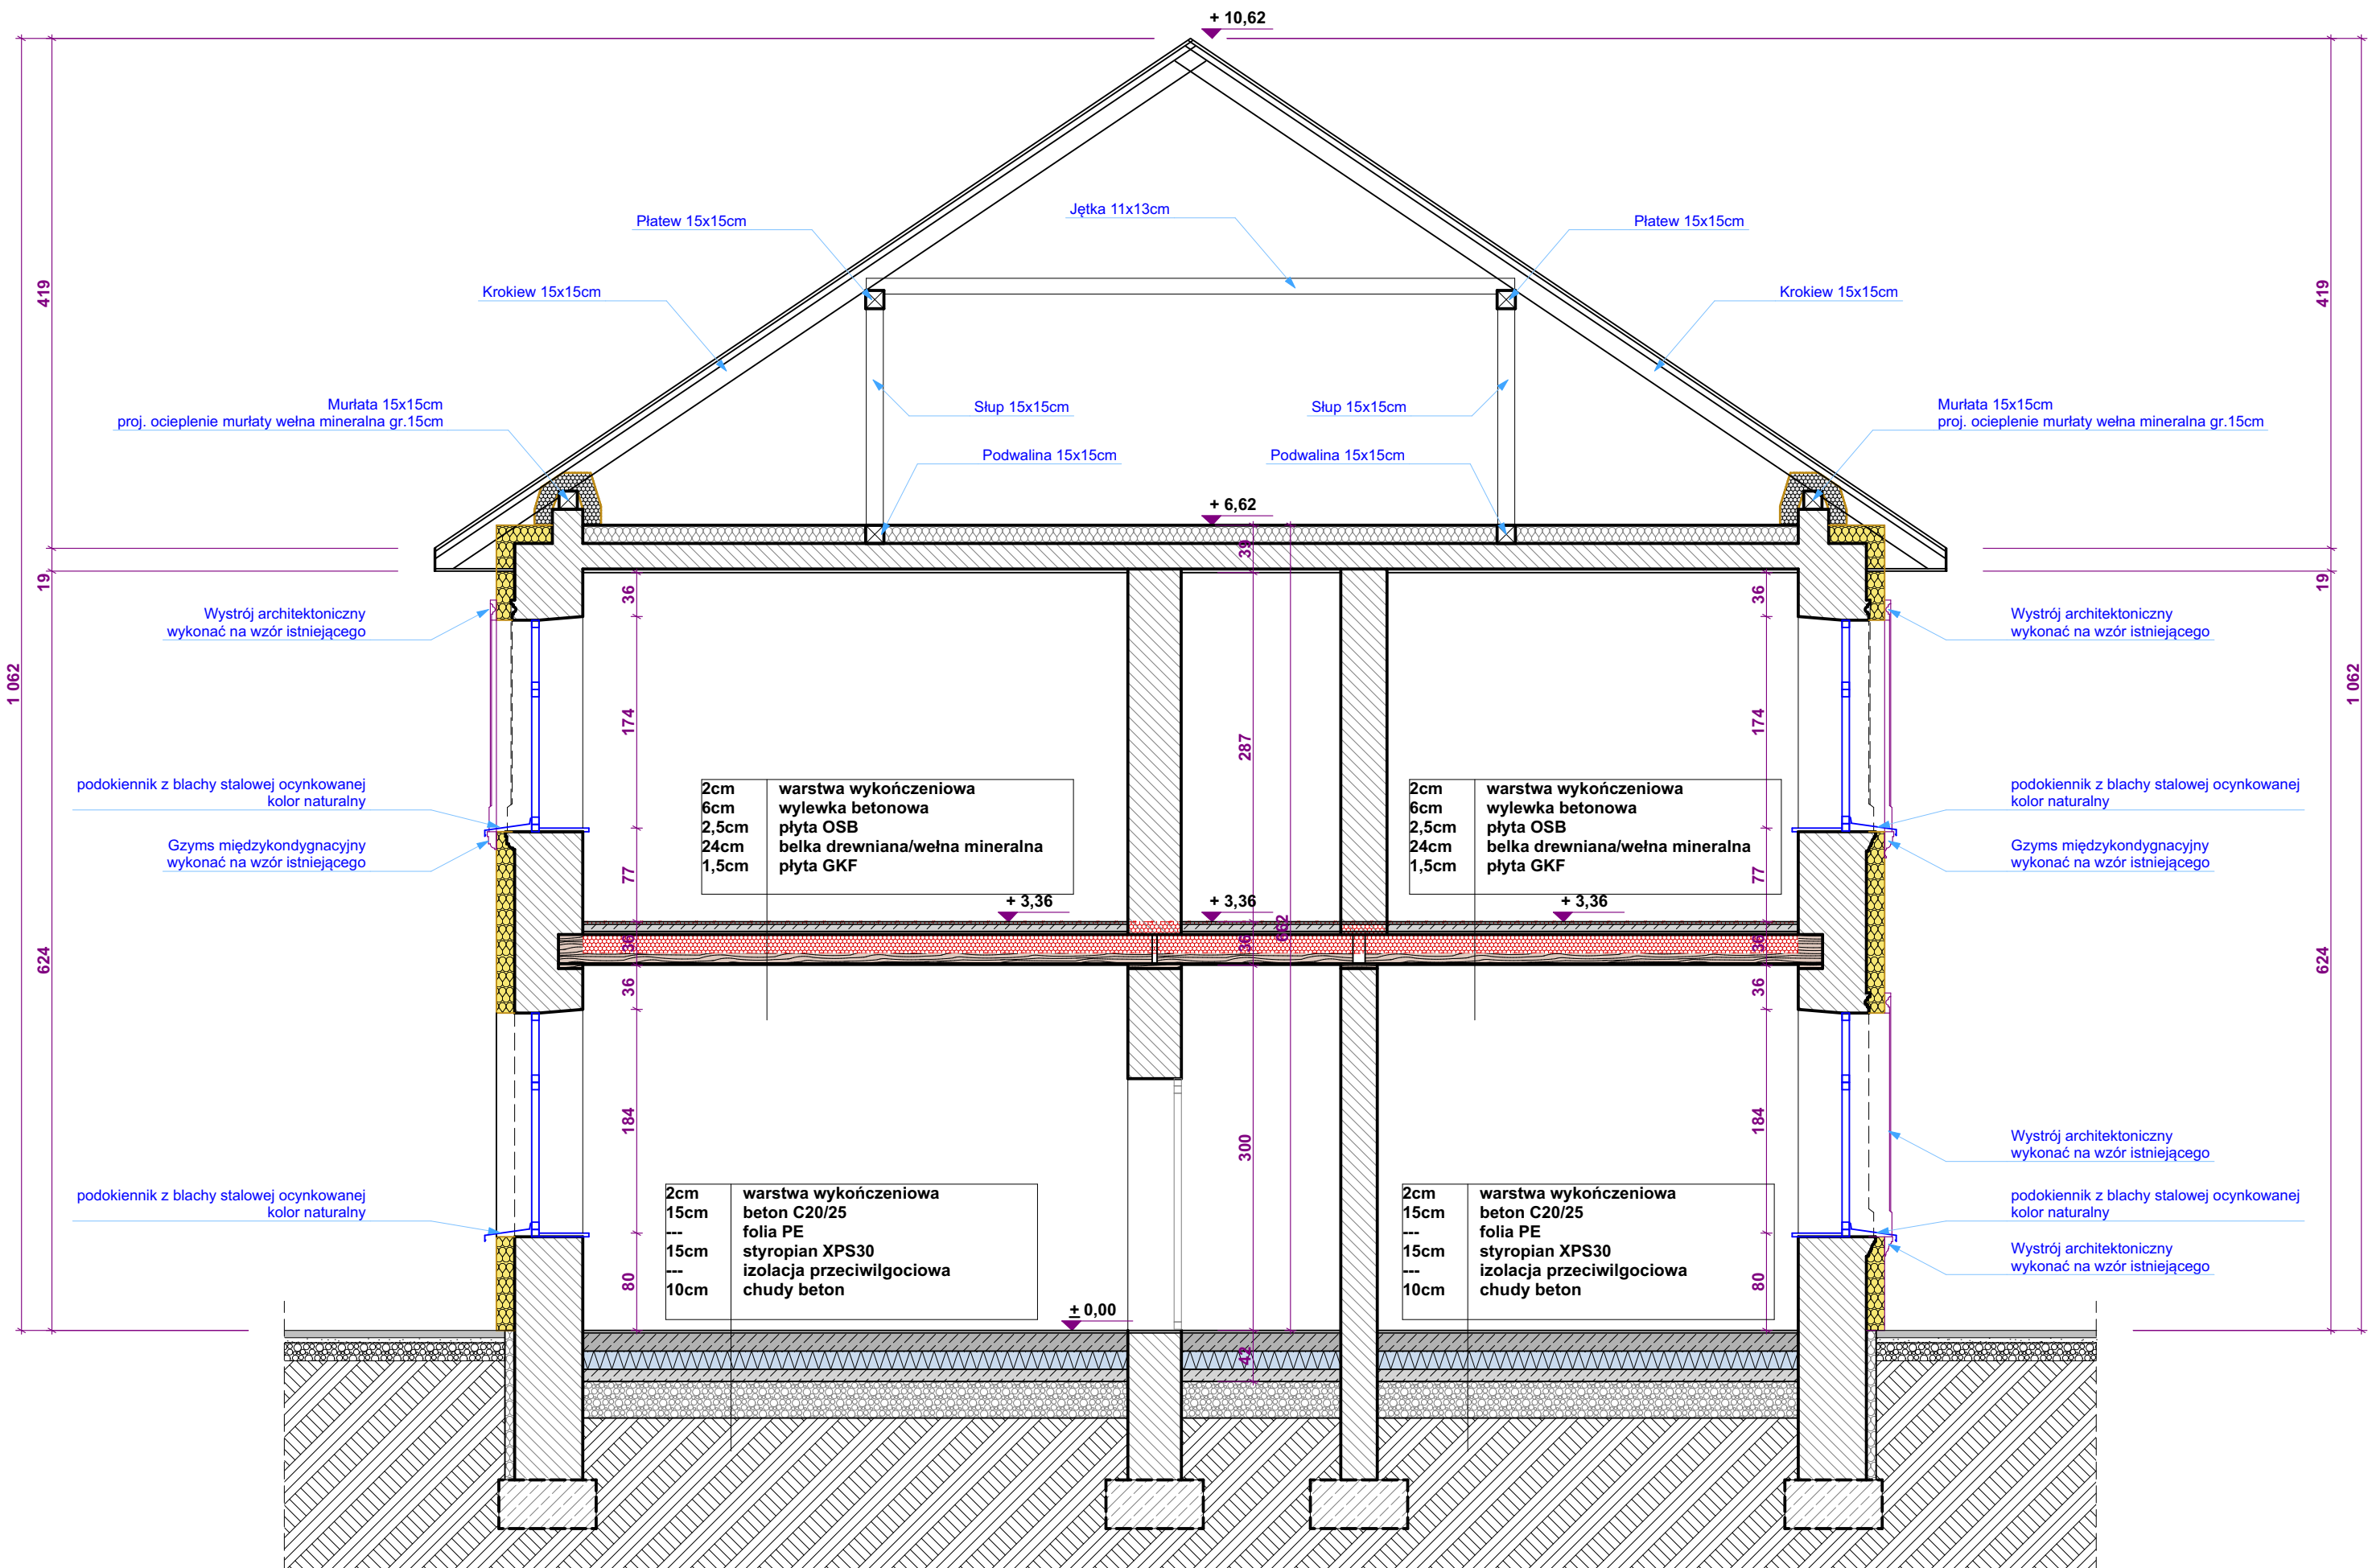 + 10,62
Płatew 15x15cm
Jętka 11x13cm
Płatew 15x15cm
419
Krokiew 15x15cm
Krokiew 15x15cm
419
Murłata 15x15cm
proj. ocieplenie murłaty wełna mineralna gr.15cm
Słup 15x15cm
Słup 15x15cm
Murłata 15x15cm
proj. ocieplenie murłaty wełna mineralna gr.15cm
Podwalina 15x15cm
Podwalina 15x15cm
+ 6,62
39
19
36
36
19
Wystrój architektoniczny
wykonać na wzór istniejącego
Wystrój architektoniczny
wykonać na wzór istniejącego
1 062
174
287
174
1 062
podokiennik z blachy stalowej ocynkowanej
kolor naturalny
2cm warstwa wykończeniowa
6cm wylewka betonowa
2,5cm płyta OSB
24cm belka drewniana/wełna mineralna
1,5cm płyta GKF
2cm warstwa wykończeniowa
6cm wylewka betonowa
2,5cm płyta OSB
24cm belka drewniana/wełna mineralna
1,5cm płyta GKF
podokiennik z blachy stalowej ocynkowanej
kolor naturalny
Gzyms międzykondygnacyjny
wykonać na wzór istniejącego
77
77
Gzyms międzykondygnacyjny
wykonać na wzór istniejącego
+ 3,36
+ 3,36
+ 3,36
662
36
36
36
624
36
36
624
184
300
184
Wystrój architektoniczny
wykonać na wzór istniejącego
podokiennik z blachy stalowej ocynkowanej
kolor naturalny
2cm warstwa wykończeniowa
15cm beton C20/25
--- folia PE
15cm styropian XPS30
--- izolacja przeciwilgociowa
10cm chudy beton
2cm warstwa wykończeniowa
15cm beton C20/25
--- folia PE
15cm styropian XPS30
--- izolacja przeciwilgociowa
10cm chudy beton
podokiennik z blachy stalowej ocynkowanej
kolor naturalny
Wystrój architektoniczny
wykonać na wzór istniejącego
80
80
± 0,00
42